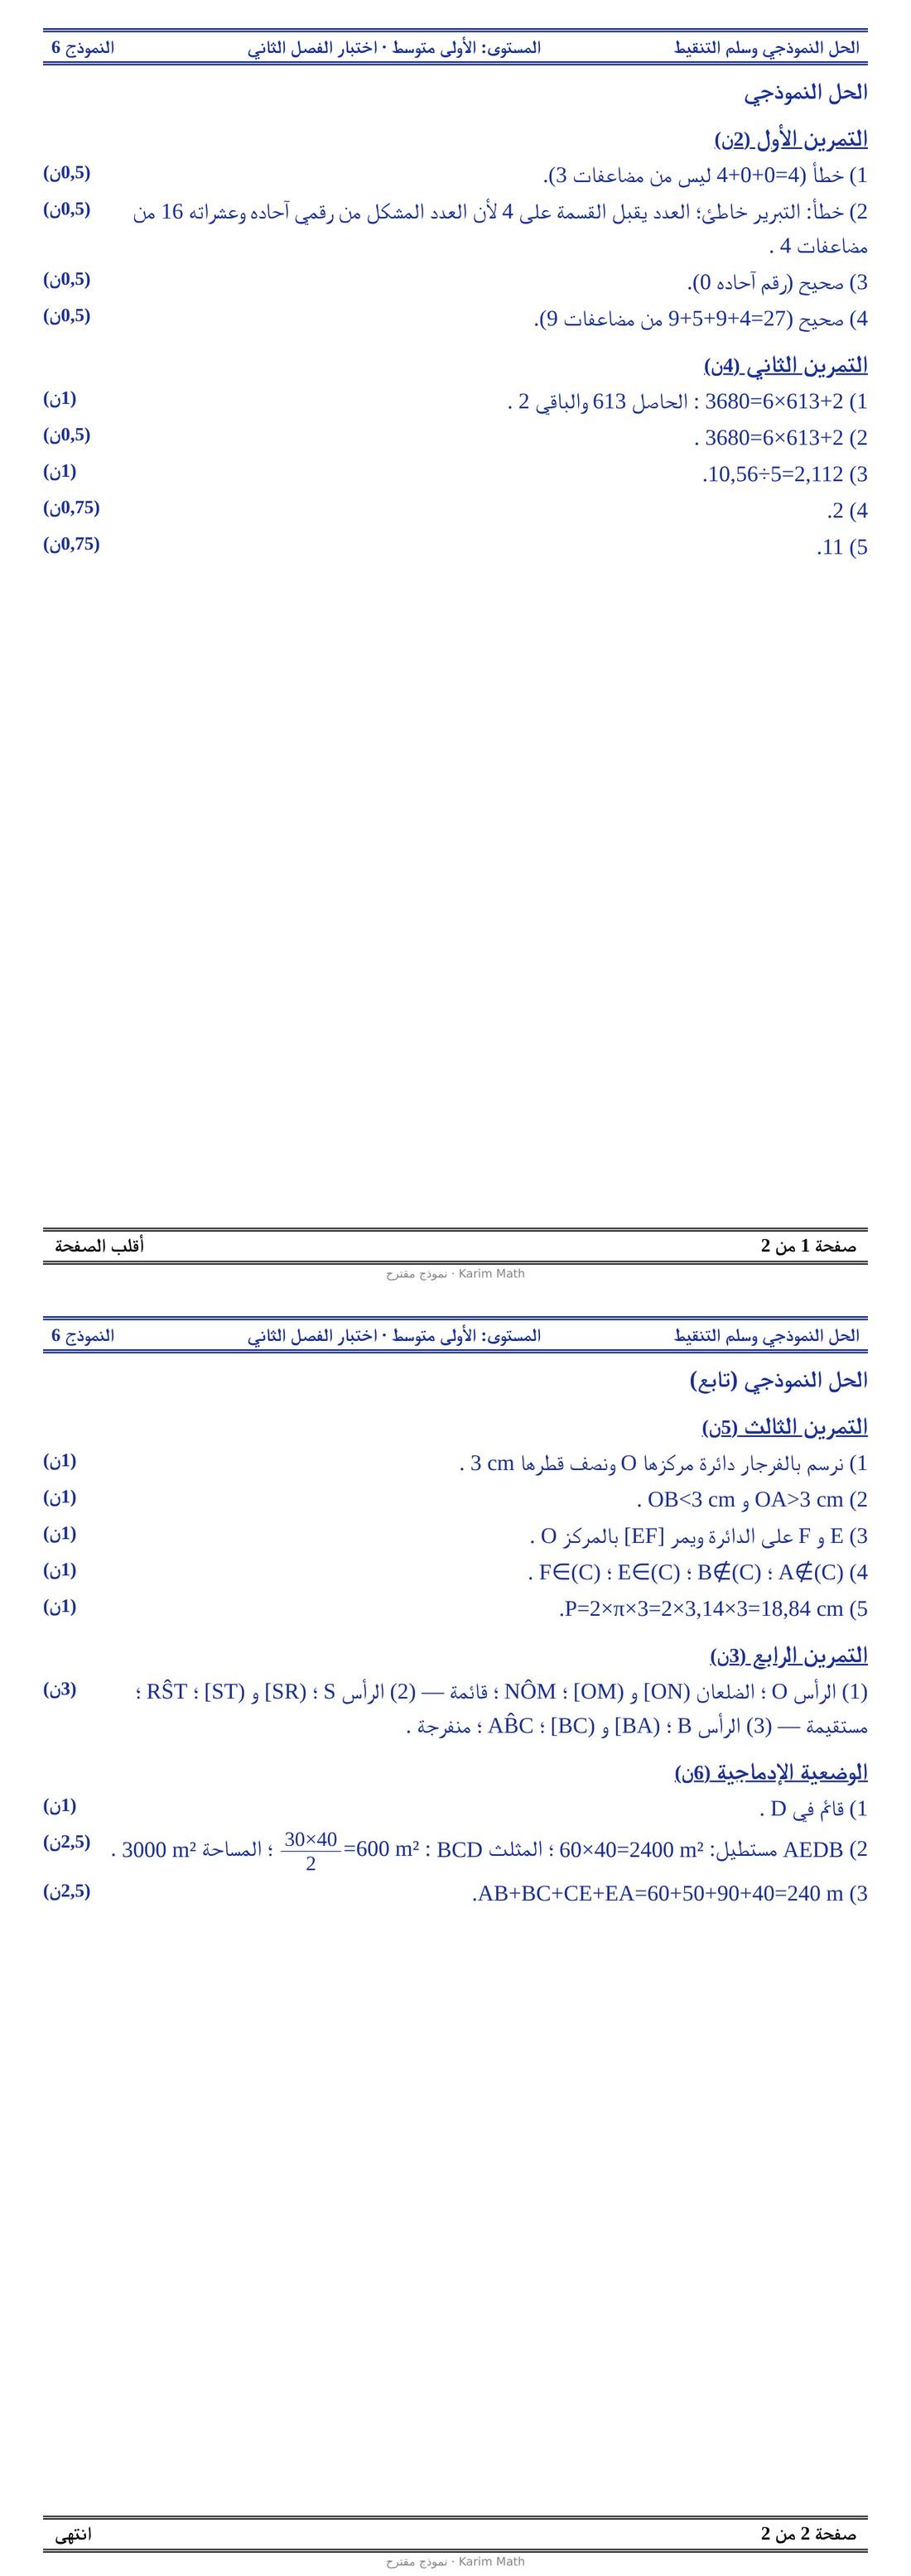 الحل النموذجي وسلم التنقيط المستوى: الأولى متوسط · اختبار الفصل الثاني النموذج 6
الحل النموذجي
التمرين الأول (2ن)
1) خطأ (4=0+0+4 ليس من مضاعفات 3). (0,5ن)
2) خطأ: التبرير خاطئ؛ العدد يقبل القسمة على 4 لأن العدد المشكل من رقمي آحاده وعشراته 16 من (0,5ن)
مضاعفات 4 .
3) صحيح (رقم آحاده 0). (0,5ن)
4) صحيح (9+5+9+4=27 من مضاعفات 9). (0,5ن)
التمرين الثاني (4ن)
1) 3680=6×613+2 : الحاصل 613 والباقي 2 . (1ن)
2) 3680=6×613+2 . (0,5ن)
3) 10,56÷5=2,112. (1ن)
4) 2. (0,75ن)
5) 11. (0,75ن)
صفحة 1 من 2 أقلب الصفحة
Karim Math · نموذج مقترح
الحل النموذجي وسلم التنقيط المستوى: الأولى متوسط · اختبار الفصل الثاني النموذج 6
الحل النموذجي (تابع)
التمرين الثالث (5ن)
1) نرسم بالفرجار دائرة مركزها O ونصف قطرها 3 cm . (1ن)
2) OA>3 cm و OB<3 cm . (1ن)
3) E و F على الدائرة ويمر [EF] بالمركز O . (1ن)
4) A∉(C) ؛ B∉(C) ؛ E∈(C) ؛ F∈(C) . (1ن)
5) P=2×π×3=2×3,14×3=18,84 cm. (1ن)
التمرين الرابع (3ن)
(1) الرأس O ؛ الضلعان [ON) و [OM) ؛ NÔM ؛ قائمة — (2) الرأس S ؛ [SR) و [ST) ؛ RŜT ؛ (3ن)
مستقيمة — (3) الرأس B ؛ [BA) و [BC) ؛ AB̂C ؛ منفرجة .
الوضعية الإدماجية (6ن)
1) قائم في D . (1ن)
2) AEDB مستطيل: 60×40=2400 m² ؛ المثلث BCD : 30×40/2=600 m² ؛ المساحة 3000 m² . (2,5ن)
3) AB+BC+CE+EA=60+50+90+40=240 m. (2,5ن)
صفحة 2 من 2 انتهى
Karim Math · نموذج مقترح